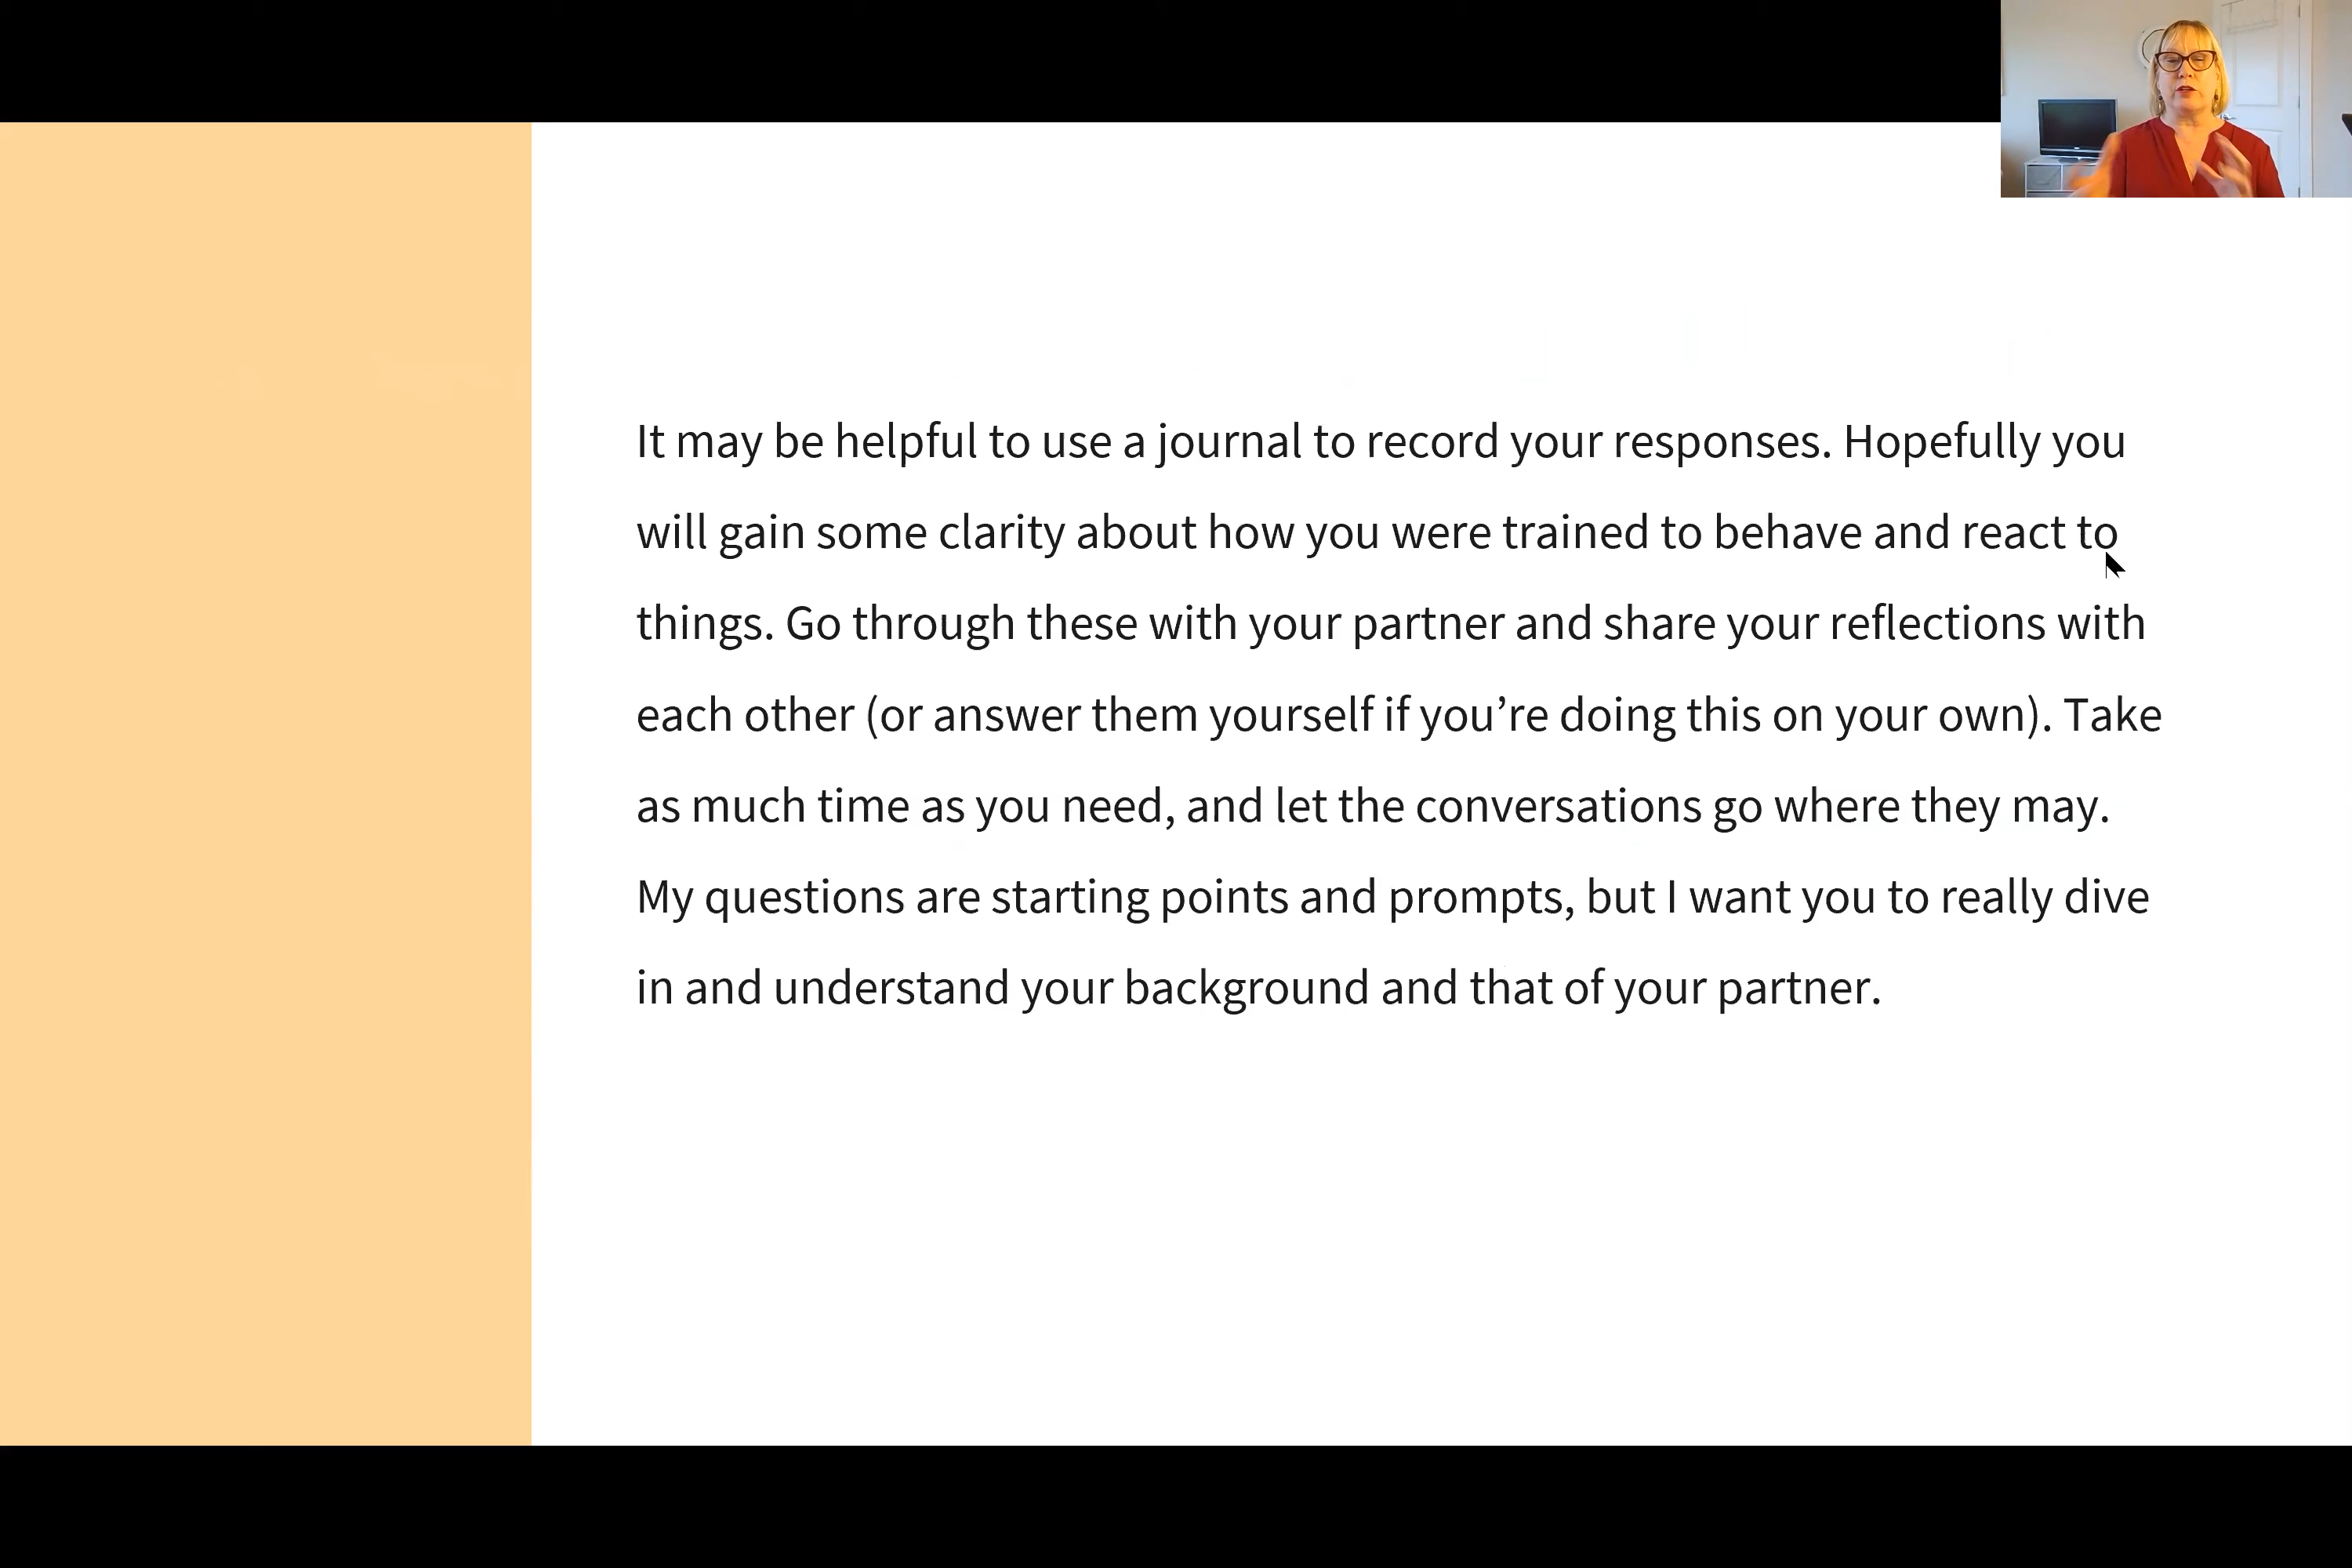 It may be helpful to use a journal to record your responses. Hopefully you
will gain some clarity about how you were trained to behave and react to
things. Go through these with your partner and share your reflections with
each other (or answer them yourself if you’re doing this on your own). Take
as much time as you need, and let the conversations go where they may.
My questions are starting points and prompts, but I want you to really dive
in and understand your background and that of your partner.